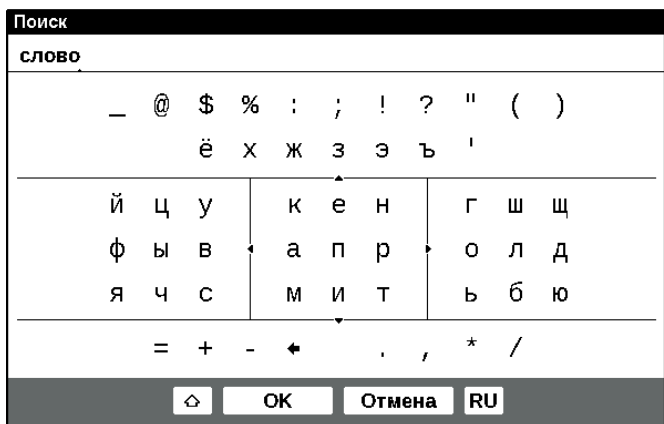 Поиск
слово
_ @ $ % : ; ! ? " ( )
ё х ж з э ъ '
й ц у к е н г ш щ
ф ы в а п р о л д
я ч с м и т ь б ю
= + - ← . , * /
⇧ OK Отмена RU